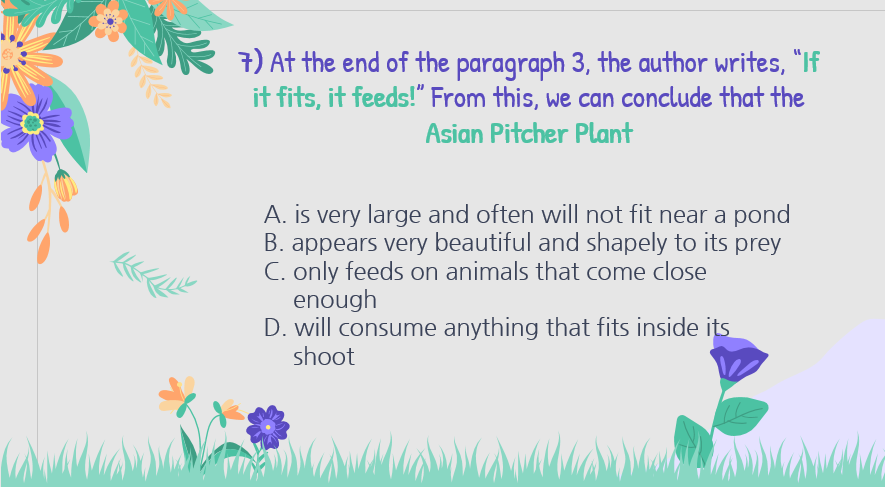 7) At the end of the paragraph 3, the author writes, “If
it fits, it feeds!” From this, we can conclude that the
Asian Pitcher Plant
A. is very large and often will not fit near a pond
B. appears very beautiful and shapely to its prey
C. only feeds on animals that come close
enough
D. will consume anything that fits inside its
shoot